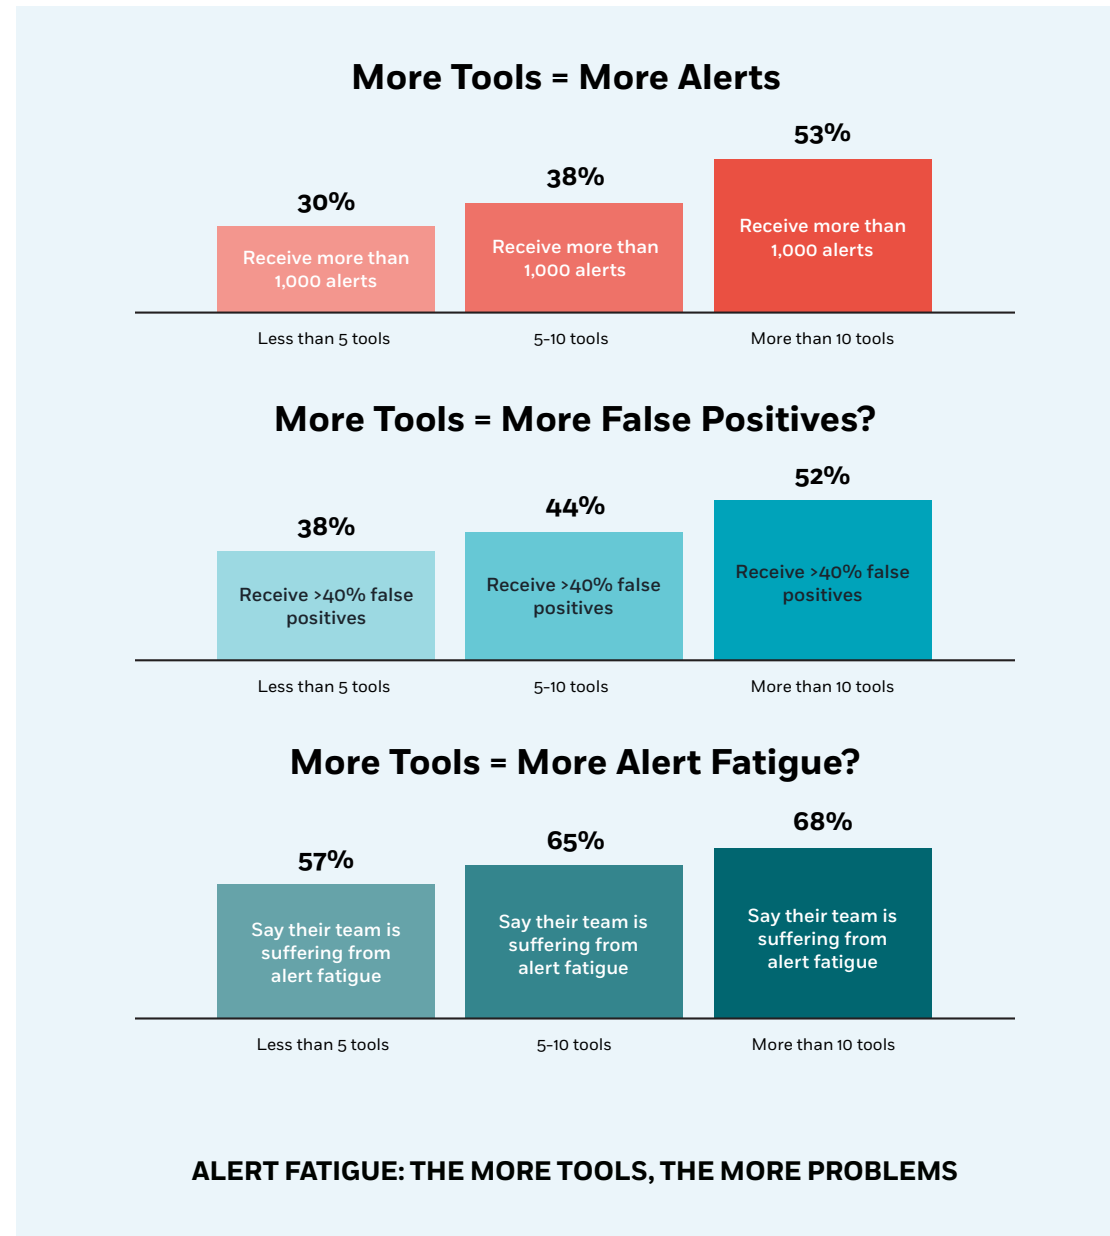 More Tools = More Alerts
30%
38%
53%
Receive more than
1,000 alerts
Receive more than
1,000 alerts
Receive more than
1,000 alerts
Less than 5 tools
5-10 tools
More than 10 tools
More Tools = More False Positives?
38%
44%
52%
Receive >40% false
positives
Receive >40% false
positives
Receive >40% false
positives
Less than 5 tools
5-10 tools
More than 10 tools
More Tools = More Alert Fatigue?
57%
65%
68%
Say their team is
suffering from
alert fatigue
Say their team is
suffering from
alert fatigue
Say their team is
suffering from
alert fatigue
Less than 5 tools
5-10 tools
More than 10 tools
ALERT FATIGUE: THE MORE TOOLS, THE MORE PROBLEMS